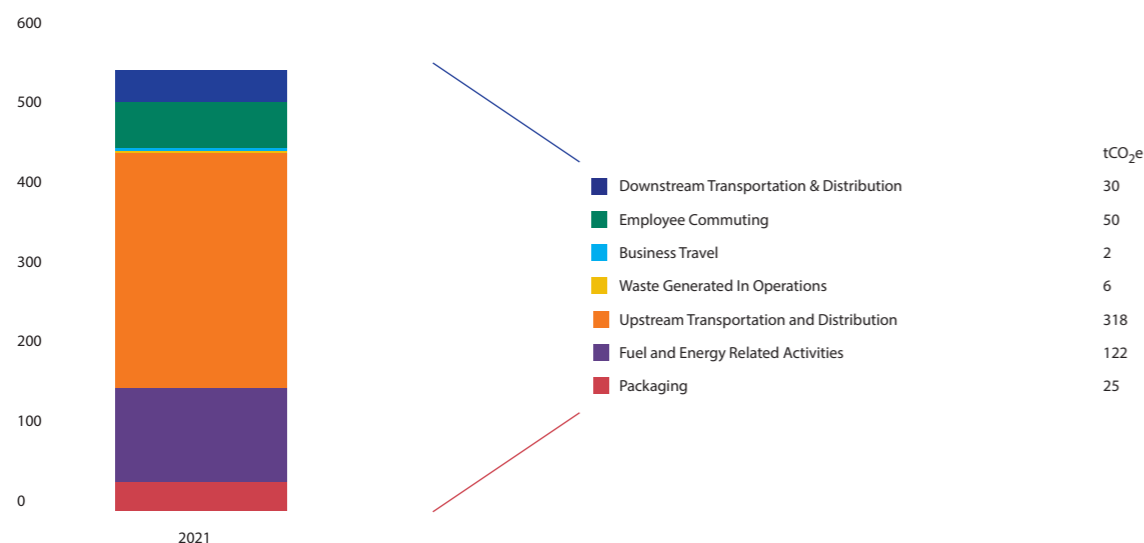 600
500
400
300
200
100
0
2021
tCO2e
Downstream Transportation & Distribution 30
Employee Commuting 50
Business Travel 2
Waste Generated In Operations 6
Upstream Transportation and Distribution 318
Fuel and Energy Related Activities 122
Packaging 25